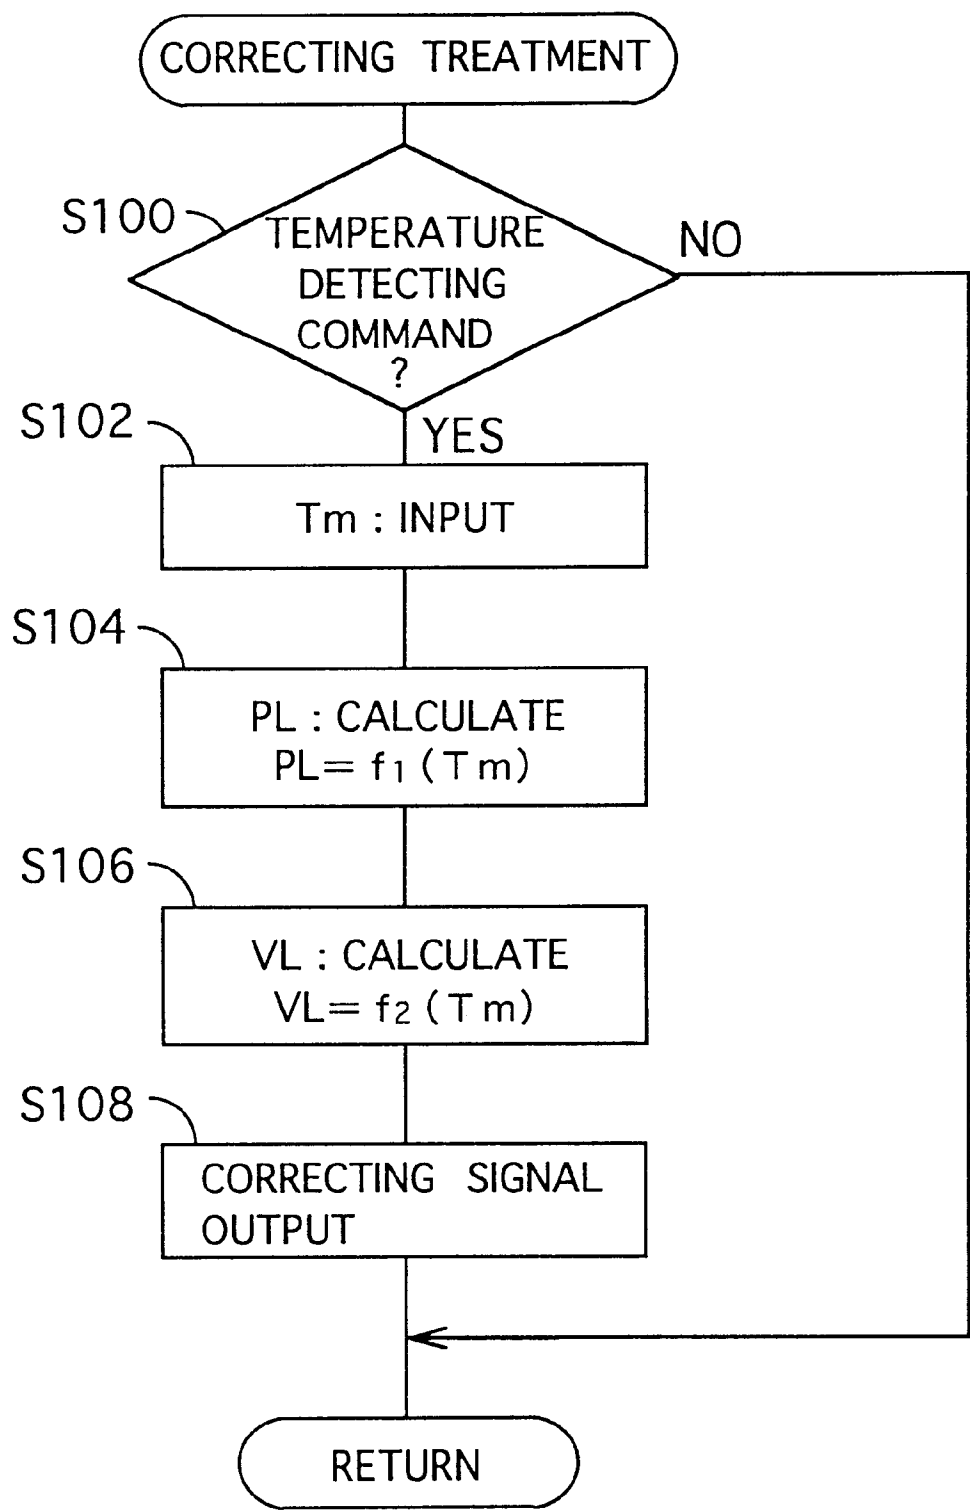 CORRECTING TREATMENT
S100
TEMPERATURE
DETECTING
COMMAND
?
NO
YES
S102
Tm : INPUT
S104
PL : CALCULATE
PL= f1 (Tm)
S106
VL : CALCULATE
VL= f2 (Tm)
S108
CORRECTING SIGNAL
OUTPUT
RETURN